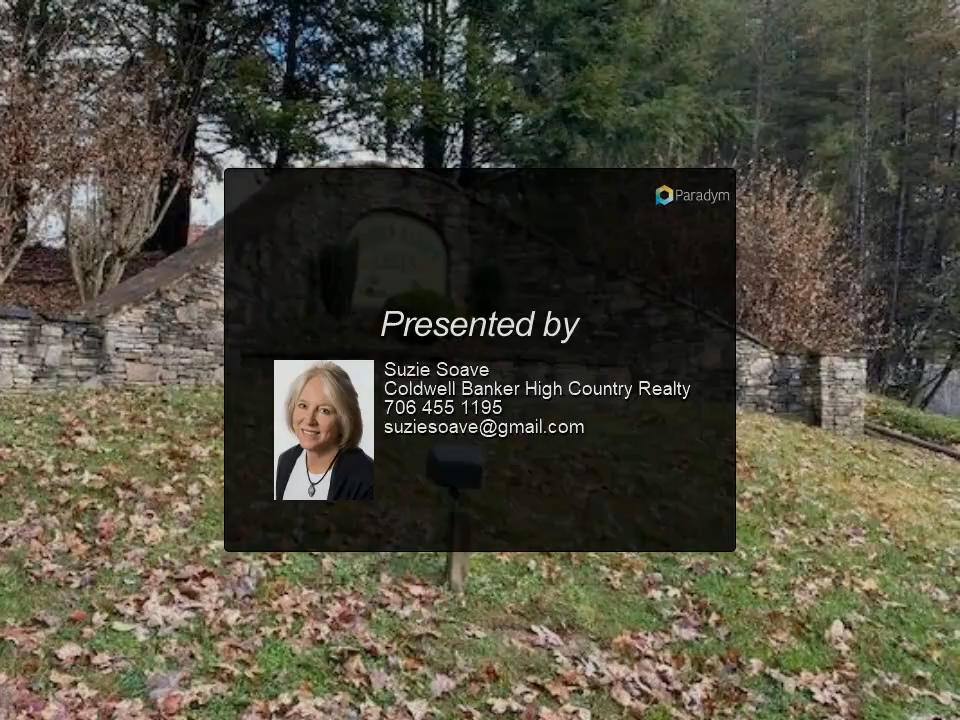 Paradym
Presented by
Suzie Soave
Coldwell Banker High Country Realty
706 455 1195
suziesoave@gmail.com